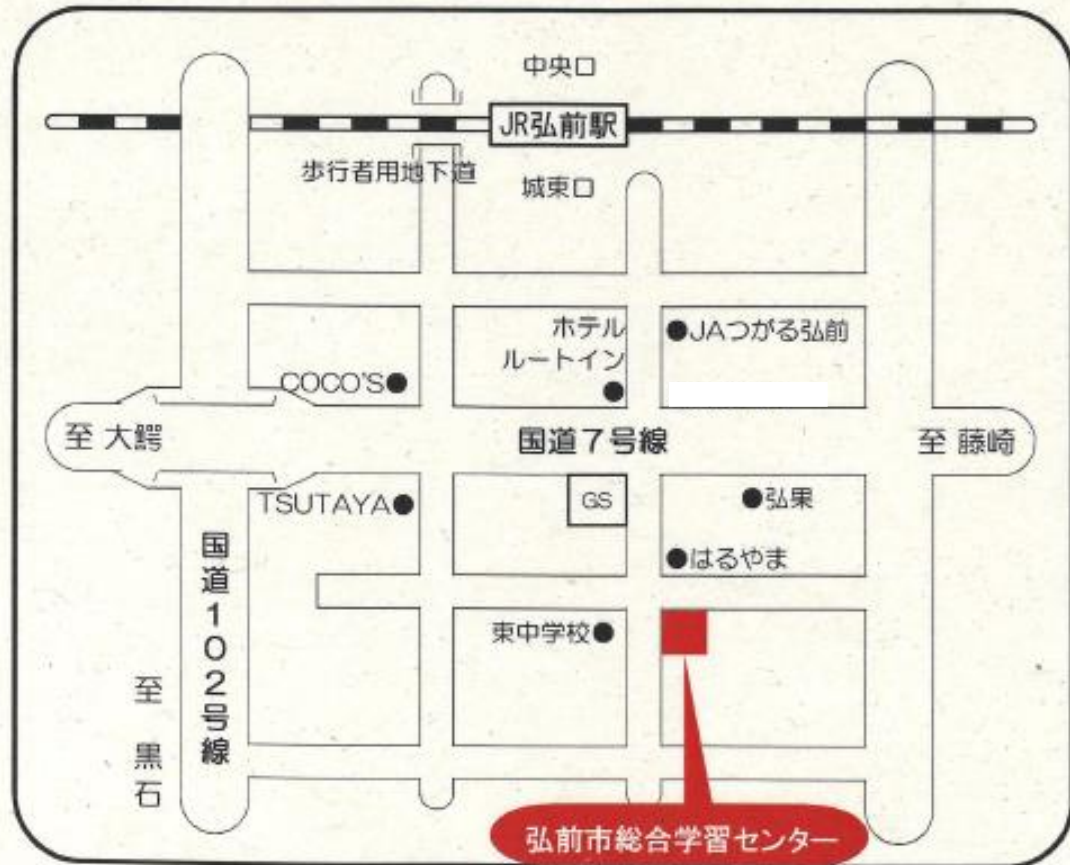 中央口
JR弘前駅
歩行者用地下道
城東口
ホテル
ルートイン
JAつがる弘前
COCO'S
至 大鰐
国道7号線
至 藤崎
TSUTAYA
GS
弘果
はるやま
国道102号線
東中学校
至 黒石
弘前市総合学習センター